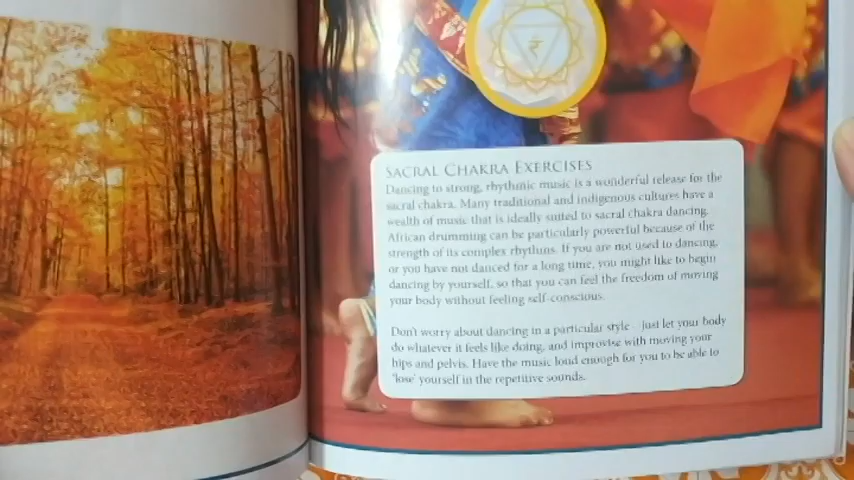 SACRAL CHAKRA EXERCISES
Dancing to strong, rhythmic music is a wonderful release for the
sacral chakra. Many traditional and indigenous cultures have a
wealth of music that is ideally suited to sacral chakra dancing.
African drumming can be particularly powerful because of the
strength of its complex rhythms. If you are not used to dancing,
or you have not danced for a long time, you might like to begin
dancing by yourself, so that you can feel the freedom of moving
your body without feeling self-conscious.
Don't worry about dancing in a particular style – just let your body
do whatever it feels like doing, and improvise with moving your
hips and pelvis. Have the music loud enough for you to be able to
'lose' yourself in the repetitive sounds.